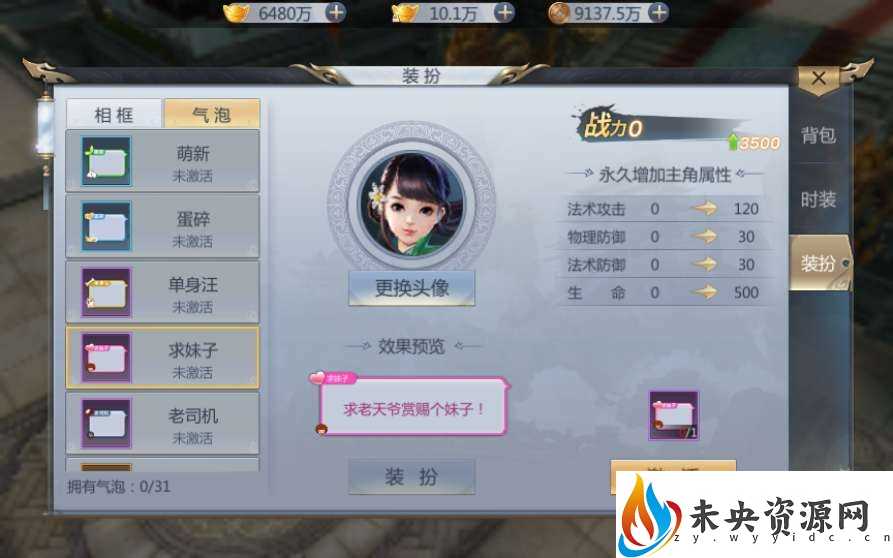 6480万
10.1万
9137.5万
装扮
相框
气泡
萌新
未激活
蛋碎
未激活
单身汪
未激活
求妹子
未激活
老司机
未激活
拥有气泡：0/31
更换头像
效果预览
求妹子
求老天爷赏赐个妹子！
装 扮
战力0
3500
永久增加主角属性
法术攻击 0 120
物理防御 0 30
法术防御 0 30
生 命 0 500
/1
背包
时装
装扮
未央资源网
zy.wyyidc.cn